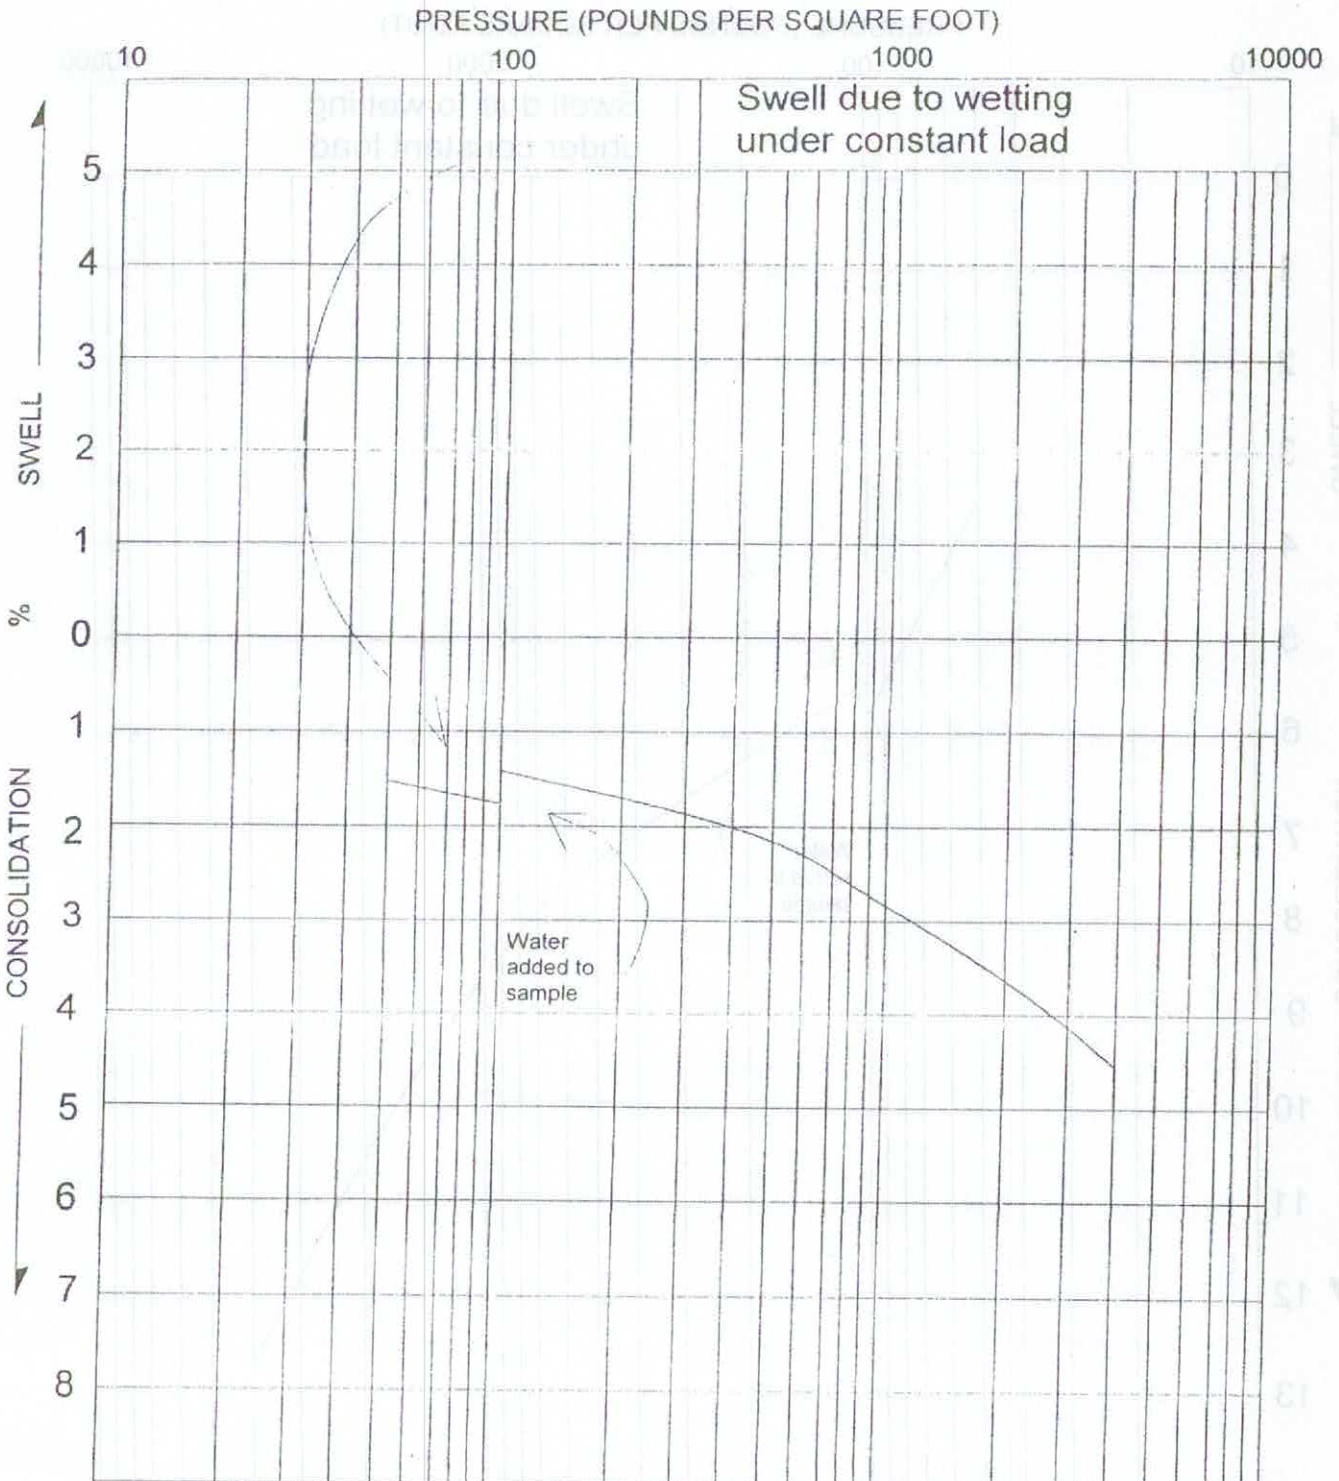 PRESSURE (POUNDS PER SQUARE FOOT)
10 100 1000 10000
Swell due to wetting
under constant load
5
4
3
2
1
0
1
2
3
4
5
6
7
8
SWELL
%
CONSOLIDATION
Water
added to
sample